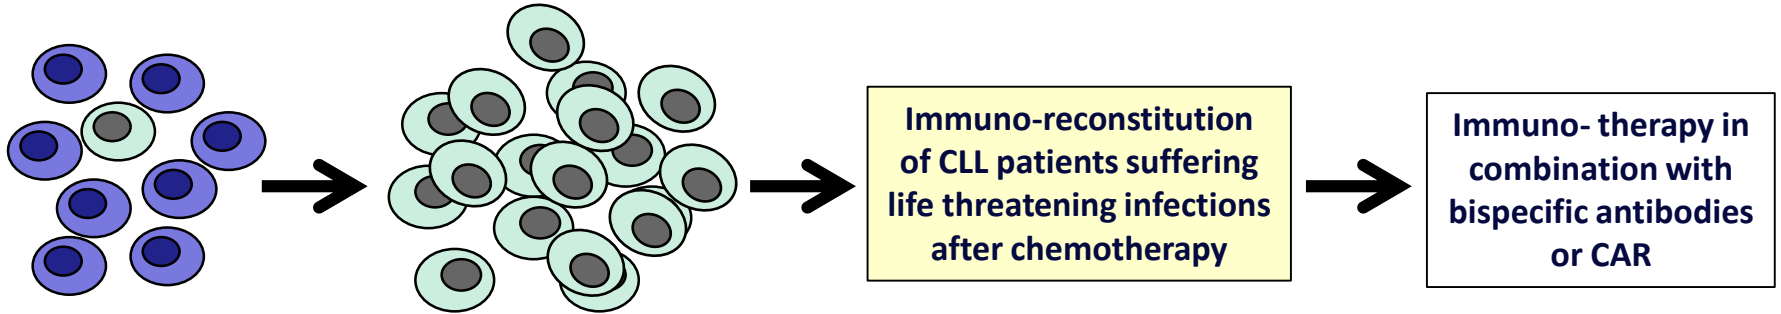 Immuno-reconstitution
of CLL patients suffering
life threatening infections
after chemotherapy
Immuno- therapy in
combination with
bispecific antibodies
or CAR